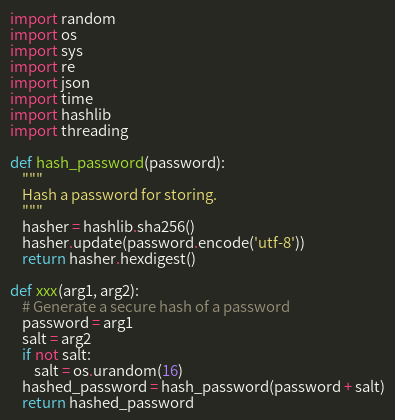 import random
import os
import sys
import re
import json
import time
import hashlib
import threading

def hash_password(password):
    """
    Hash a password for storing.
    """
    hasher = hashlib.sha256()
    hasher.update(password.encode('utf-8'))
    return hasher.hexdigest()

def xxx(arg1, arg2):
    # Generate a secure hash of a password
    password = arg1
    salt = arg2
    if not salt:
        salt = os.urandom(16)
    hashed_password = hash_password(password + salt)
    return hashed_password